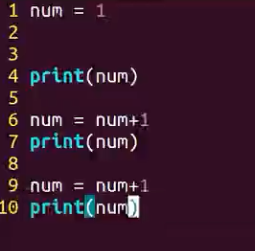 1 num = 1
2
3
4 print(num)
5
6 num = num+1
7 print(num)
8
9 num = num+1
10 print(num)